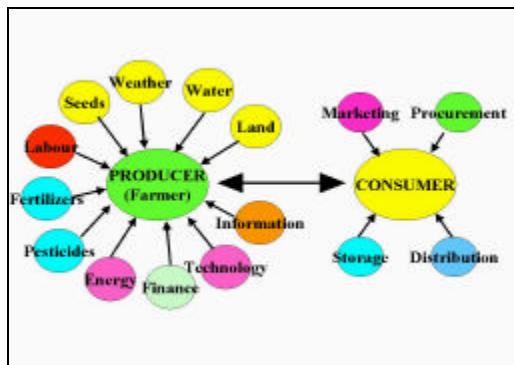 Weather
Water
Seeds
Land
Labour
PRODUCER
(Farmer)
Fertilizers
Pesticides
Energy
Finance
Technology
Information
Marketing
Procurement
CONSUMER
Storage
Distribution